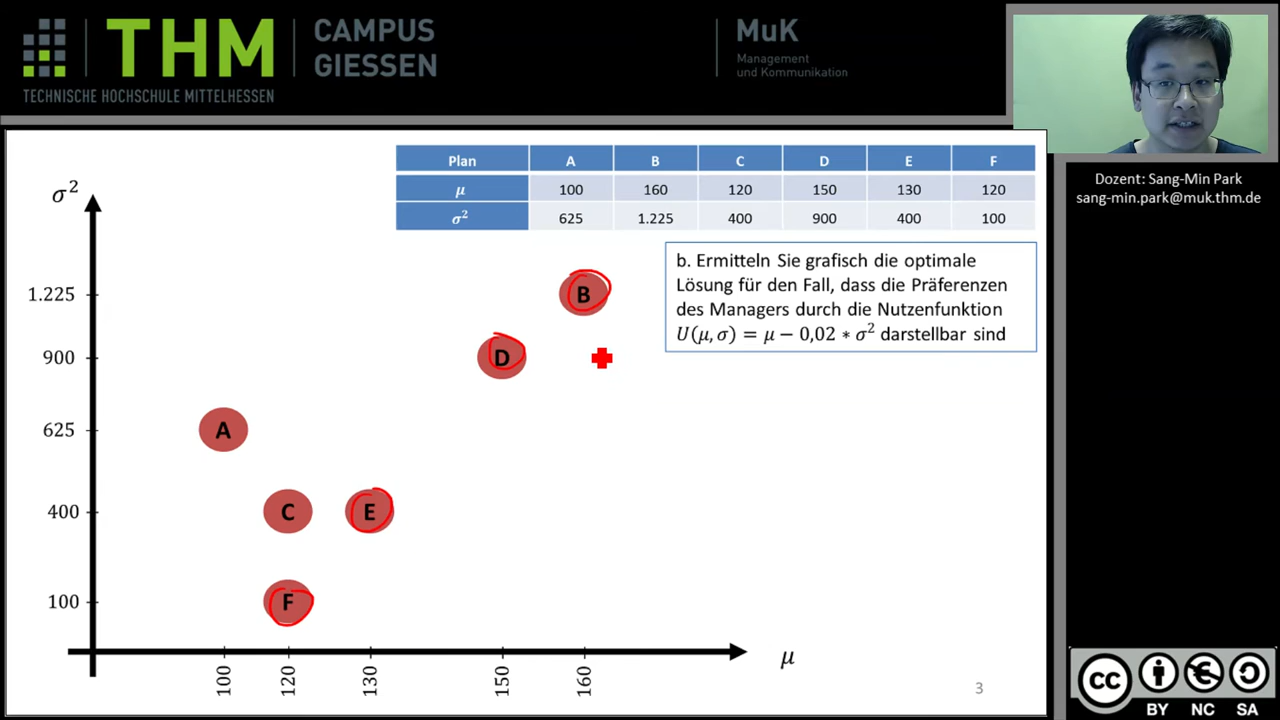 THM
CAMPUS
GIESSEN
TECHNISCHE HOCHSCHULE MITTELHESSEN
MuK
Management
und Kommunikation
Dozent: Sang-Min Park
sang-min.park@muk.thm.de
Plan A B C D E F
μ 100 160 120 150 130 120
σ² 625 1.225 400 900 400 100
b. Ermitteln Sie grafisch die optimale
Lösung für den Fall, dass die Präferenzen
des Managers durch die Nutzenfunktion
U(μ, σ) = μ − 0,02 ∗ σ² darstellbar sind
σ²
1.225
900
625
400
100
B
D
A
C
E
F
100
120
130
150
160
μ
3
CC
BY NC SA